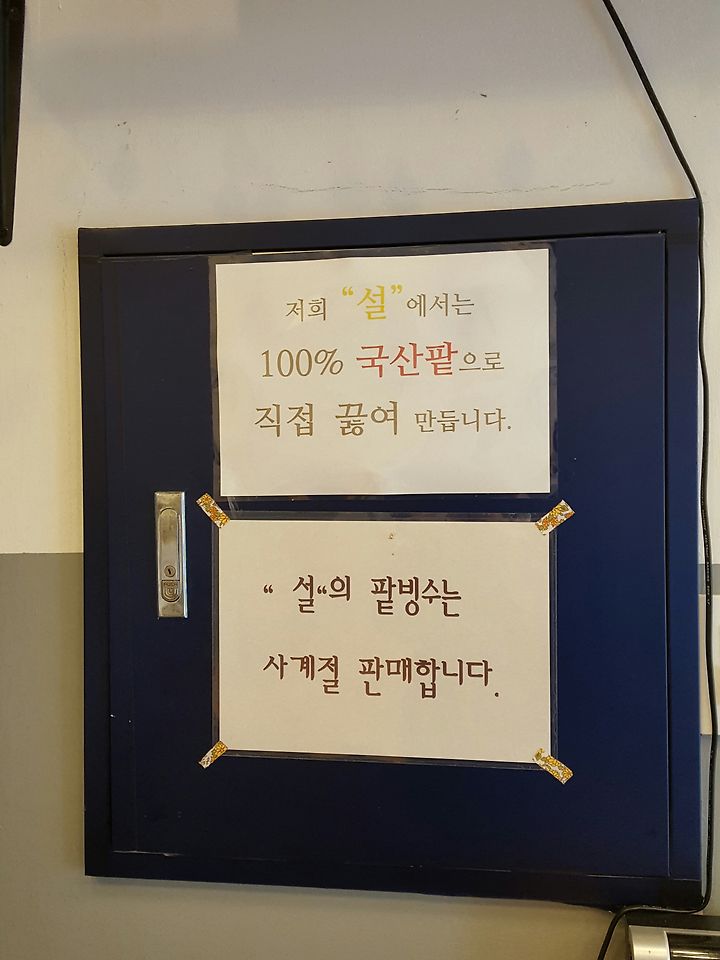 저희 “설”에서는
100% 국산팥으로
직접 끓여 만듭니다.
“ 설“의 팥빙수는
사계절 판매합니다.